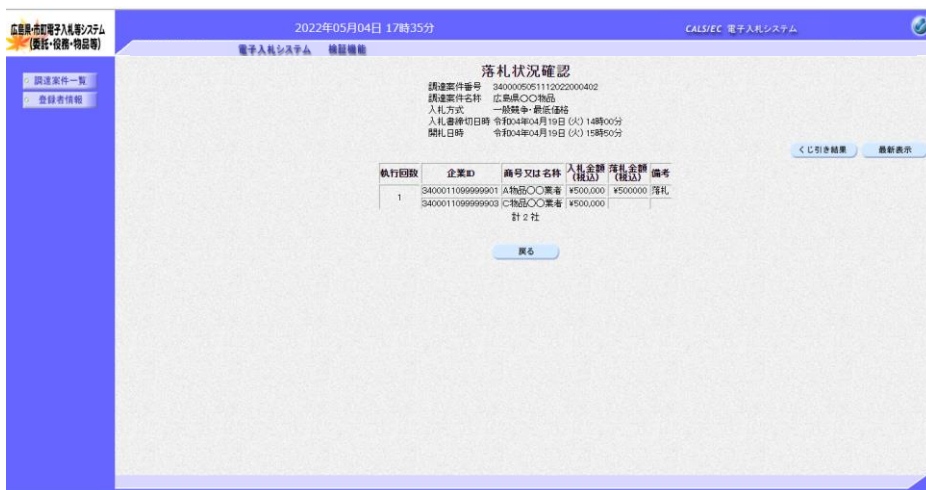 広島県・市町電子入札等システム
(委託・役務・物品等)
2022年05月04日 17時35分
CALS/EC 電子入札システム
電子入札システム 検証機能
調達案件一覧
登録者情報
落札状況確認
調達案件番号 3400005051112022000402
調達案件名称 広島県〇〇物品
入札方式 一般競争・最低価格
入札書締切日時 令和04年04月19日(火) 14時00分
開札日時 令和04年04月19日(火) 15時50分
くじ引き結果 最新表示
執行回数 企業ID 商号又は名称 入札金額(税込) 落札金額(税込) 備考
1 3400011099999901 A物品〇〇業者 ¥500,000 ¥500000 落札
3400011099999903 C物品〇〇業者 ¥500,000
計 2 社
戻る